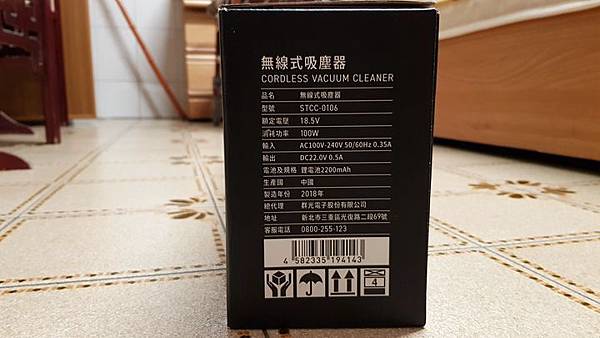 無線式吸塵器
CORDLESS VACUUM CLEANER
品名 無線式吸塵器
型號 STCC-0106
額定電壓 18.5V
消耗功率 100W
輸入 AC100V-240V 50/60Hz 0.35A
輸出 DC22.0V 0.5A
電池及規格 鋰電池2200mAh
生產國 中國
製造年份 2018年
總代理 群光電子股份有限公司
地址 新北市三重區光復路二段69號
客服電話 0800-255-123
4 582335 194143
4